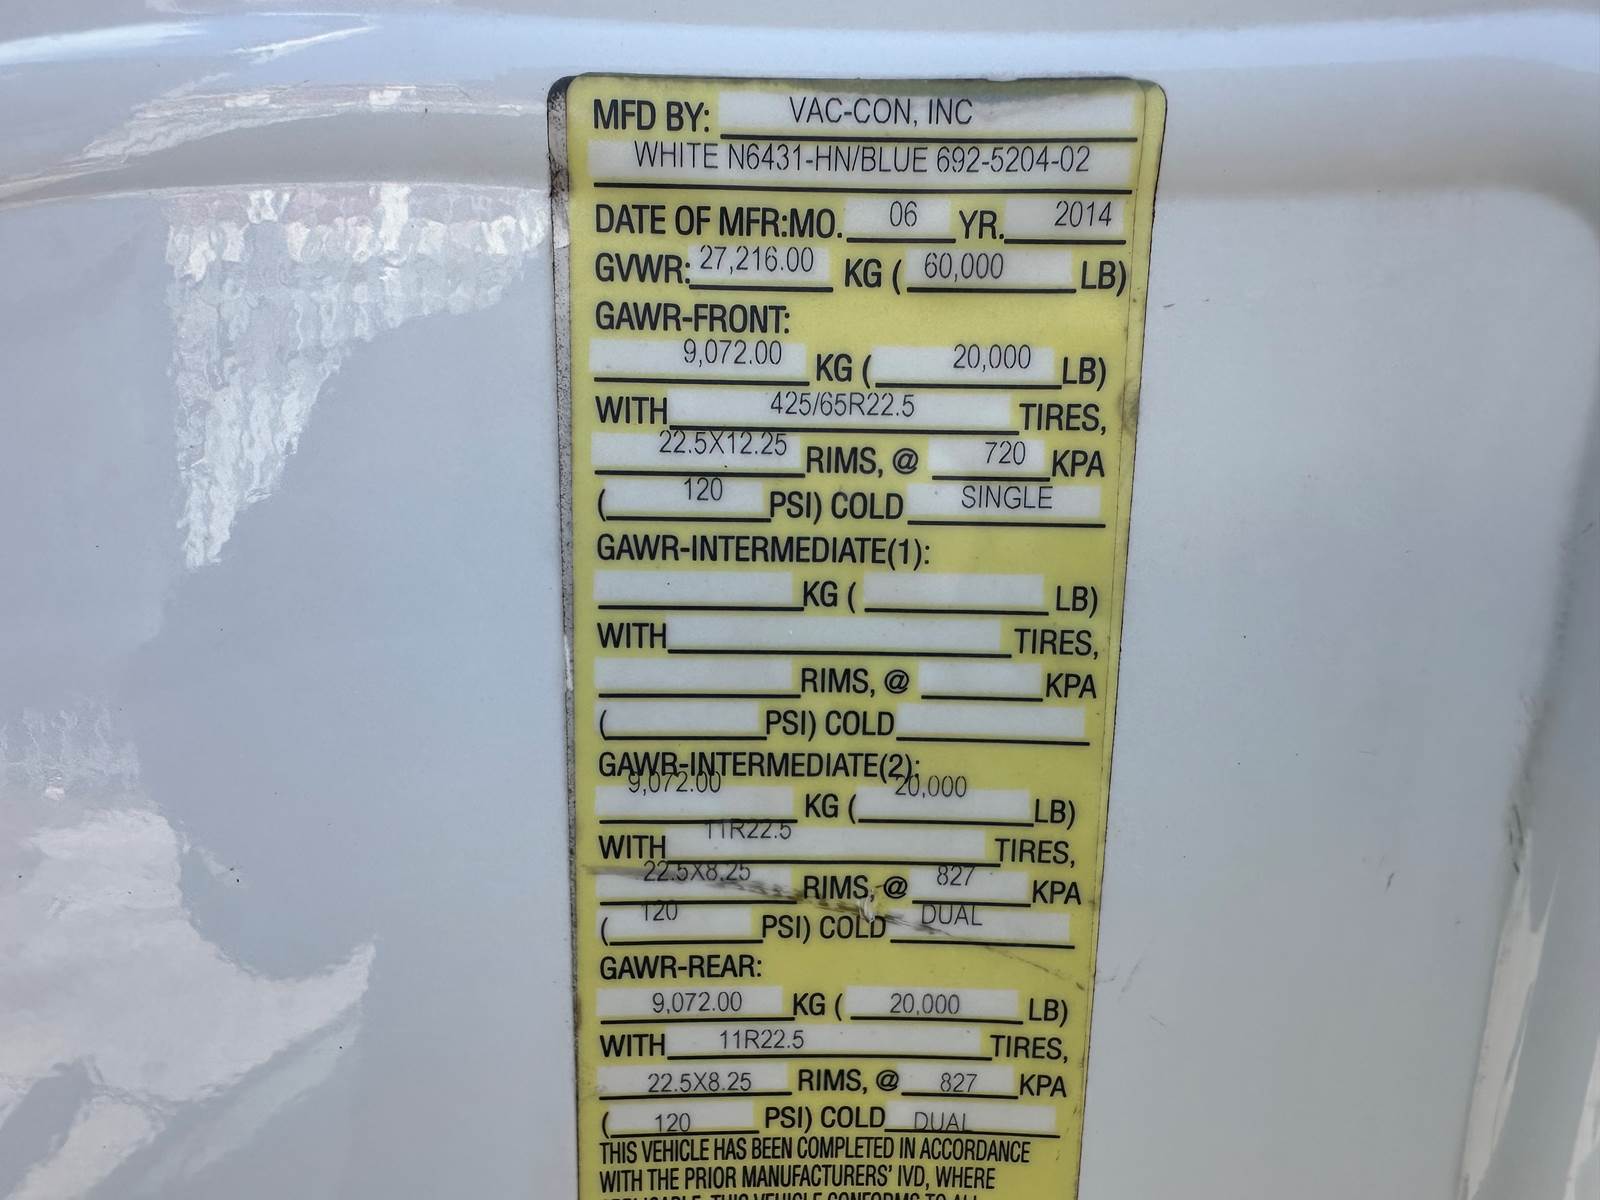 MFD BY: VAC-CON, INC
WHITE N6431-HN/BLUE 692-5204-02
DATE OF MFR:MO. 06 YR. 2014
GVWR: 27,216.00 KG ( 60,000 LB)
GAWR-FRONT:
9,072.00 KG ( 20,000 LB)
WITH 425/65R22.5 TIRES,
22.5X12.25 RIMS, @ 720 KPA
( 120 PSI) COLD SINGLE
GAWR-INTERMEDIATE(1):
KG ( LB)
WITH TIRES,
RIMS, @ KPA
( PSI) COLD
GAWR-INTERMEDIATE(2):
9,072.00 KG ( 20,000 LB)
WITH 11R22.5 TIRES,
22.5X8.25 RIMS, @ 827 KPA
( 120 PSI) COLD DUAL
GAWR-REAR:
9,072.00 KG ( 20,000 LB)
WITH 11R22.5 TIRES,
22.5X8.25 RIMS, @ 827 KPA
( 120 PSI) COLD DUAL
THIS VEHICLE HAS BEEN COMPLETED IN ACCORDANCE
WITH THE PRIOR MANUFACTURERS' IVD, WHERE
APPLICABLE. THIS VEHICLE CONFORMS TO ALL